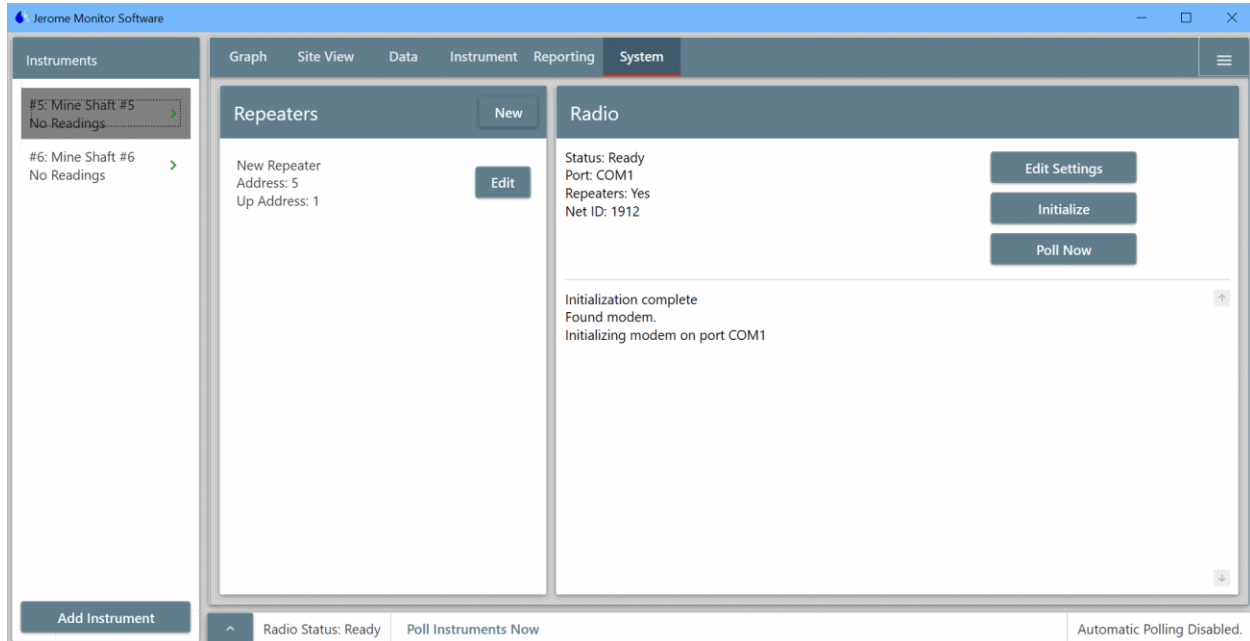 Jerome Monitor Software
Instruments
#5: Mine Shaft #5
No Readings
#6: Mine Shaft #6
No Readings
Add Instrument
Graph
Site View
Data
Instrument
Reporting
System
Repeaters
New
New Repeater
Address: 5
Up Address: 1
Edit
Radio
Status: Ready
Port: COM1
Repeaters: Yes
Net ID: 1912
Edit Settings
Initialize
Poll Now
Initialization complete
Found modem.
Initializing modem on port COM1
Radio Status: Ready
Poll Instruments Now
Automatic Polling Disabled.